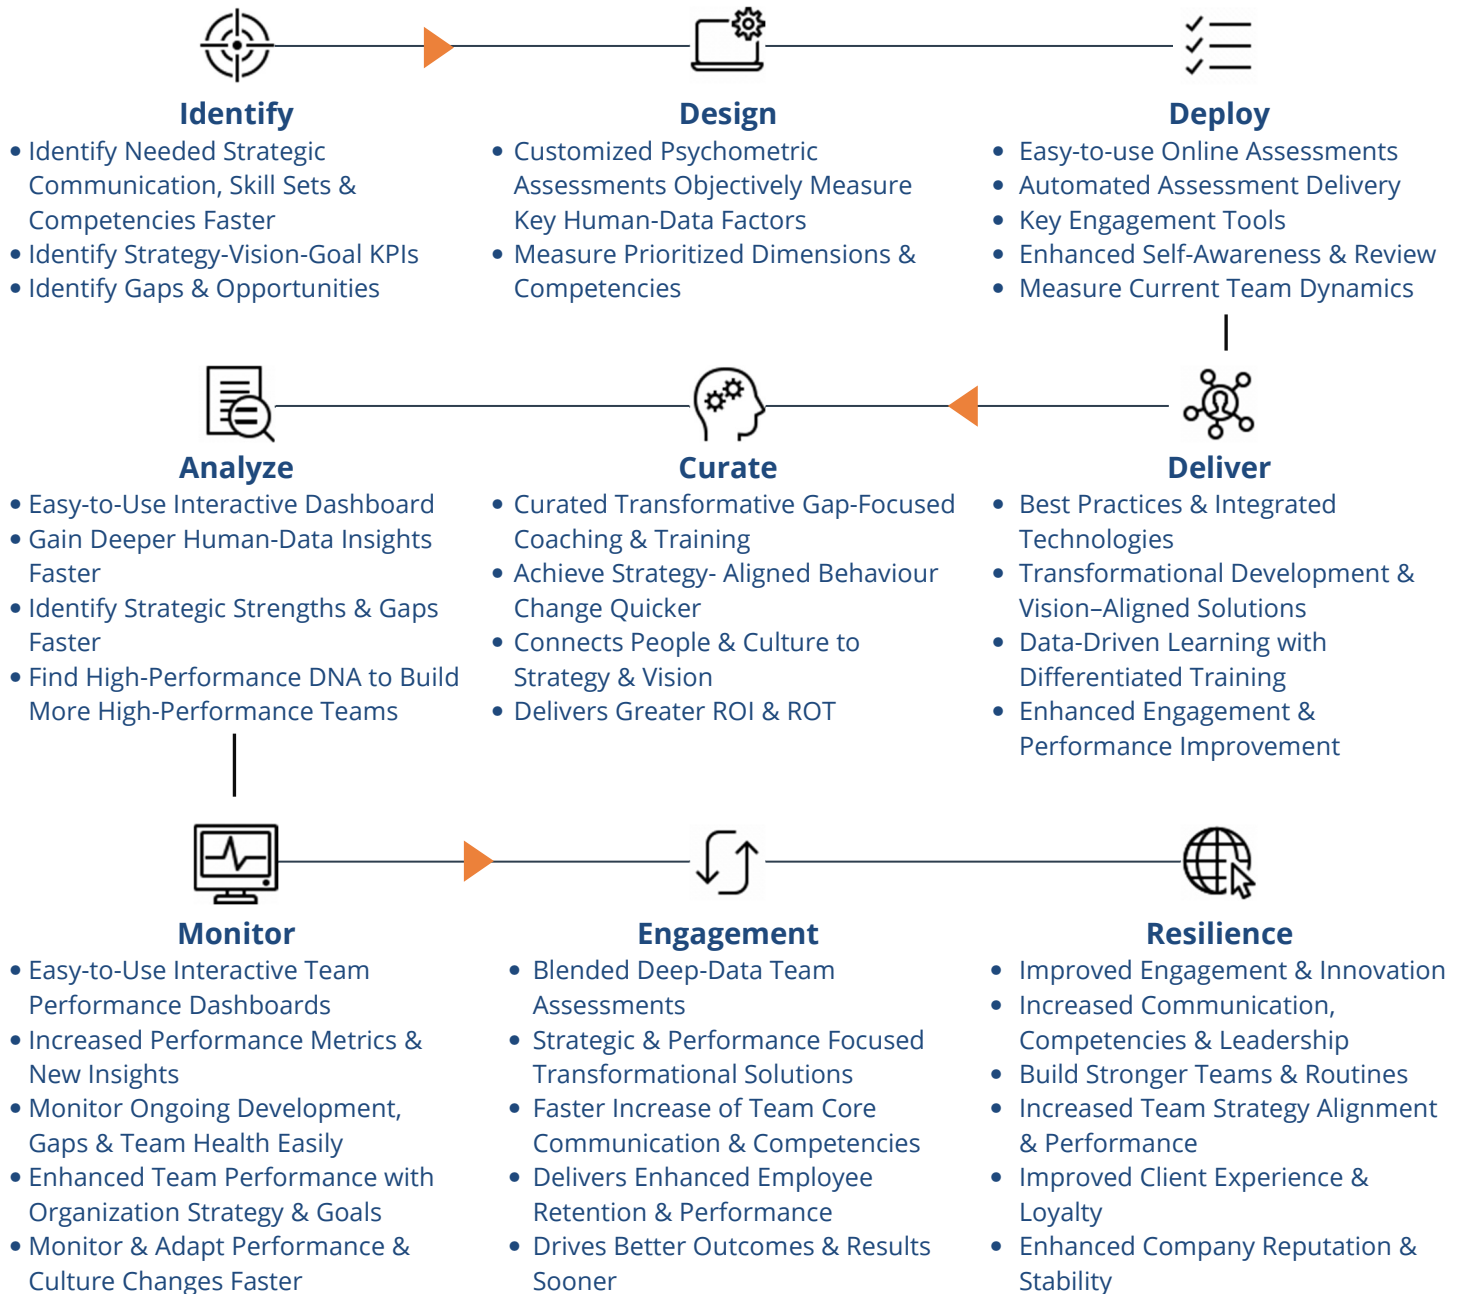 Identify
• Identify Needed Strategic
Communication, Skill Sets &
Competencies Faster
• Identify Strategy-Vision-Goal KPIs
• Identify Gaps & Opportunities
Design
• Customized Psychometric
Assessments Objectively Measure
Key Human-Data Factors
• Measure Prioritized Dimensions &
Competencies
Deploy
• Easy-to-use Online Assessments
• Automated Assessment Delivery
• Key Engagement Tools
• Enhanced Self-Awareness & Review
• Measure Current Team Dynamics
Analyze
• Easy-to-Use Interactive Dashboard
• Gain Deeper Human-Data Insights
Faster
• Identify Strategic Strengths & Gaps
Faster
• Find High-Performance DNA to Build
More High-Performance Teams
Curate
• Curated Transformative Gap-Focused
Coaching & Training
• Achieve Strategy- Aligned Behaviour
Change Quicker
• Connects People & Culture to
Strategy & Vision
• Delivers Greater ROI & ROT
Deliver
• Best Practices & Integrated
Technologies
• Transformational Development &
Vision–Aligned Solutions
• Data-Driven Learning with
Differentiated Training
• Enhanced Engagement &
Performance Improvement
Monitor
• Easy-to-Use Interactive Team
Performance Dashboards
• Increased Performance Metrics &
New Insights
• Monitor Ongoing Development,
Gaps & Team Health Easily
• Enhanced Team Performance with
Organization Strategy & Goals
• Monitor & Adapt Performance &
Culture Changes Faster
Engagement
• Blended Deep-Data Team
Assessments
• Strategic & Performance Focused
Transformational Solutions
• Faster Increase of Team Core
Communication & Competencies
• Delivers Enhanced Employee
Retention & Performance
• Drives Better Outcomes & Results
Sooner
Resilience
• Improved Engagement & Innovation
• Increased Communication,
Competencies & Leadership
• Build Stronger Teams & Routines
• Increased Team Strategy Alignment
& Performance
• Improved Client Experience &
Loyalty
• Enhanced Company Reputation &
Stability